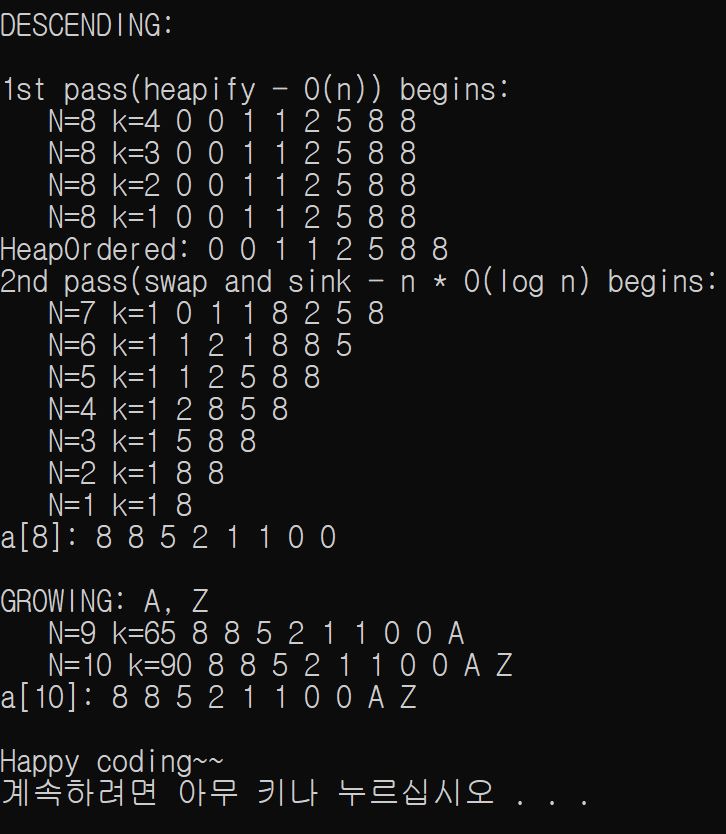 DESCENDING:
1st pass(heapify - O(n)) begins:
N=8 k=4 0 0 1 1 2 5 8 8
N=8 k=3 0 0 1 1 2 5 8 8
N=8 k=2 0 0 1 1 2 5 8 8
N=8 k=1 0 0 1 1 2 5 8 8
HeapOrdered: 0 0 1 1 2 5 8 8
2nd pass(swap and sink - n * O(log n) begins:
N=7 k=1 0 1 1 8 2 5 8
N=6 k=1 1 2 1 8 8 5
N=5 k=1 1 2 5 8 8
N=4 k=1 2 8 5 8
N=3 k=1 5 8 8
N=2 k=1 8 8
N=1 k=1 8
a[8]: 8 8 5 2 1 1 0 0
GROWING: A, Z
N=9 k=65 8 8 5 2 1 1 0 0 A
N=10 k=90 8 8 5 2 1 1 0 0 A Z
a[10]: 8 8 5 2 1 1 0 0 A Z
Happy coding~~
계속하려면 아무 키나 누르십시오 . . .